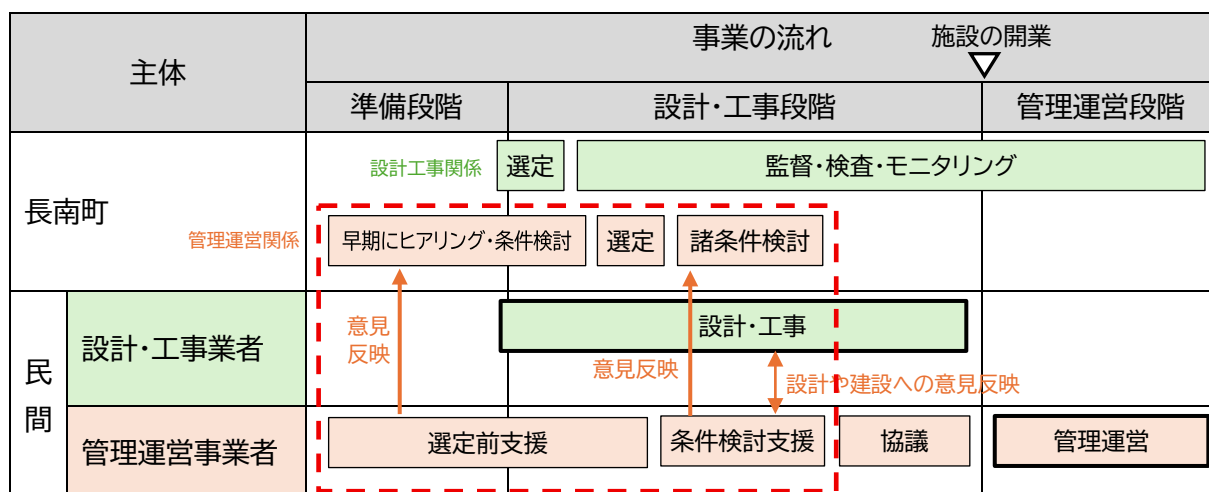 主体
事業の流れ
施設の開業
準備段階
設計・工事段階
管理運営段階
長南町
設計工事関係
選定
監督・検査・モニタリング
管理運営関係
早期にヒアリング・条件検討
選定
諸条件検討
民間
設計・工事業者
意見
反映
設計・工事
意見反映
設計や建設への意見反映
管理運営事業者
選定前支援
条件検討支援
協議
管理運営